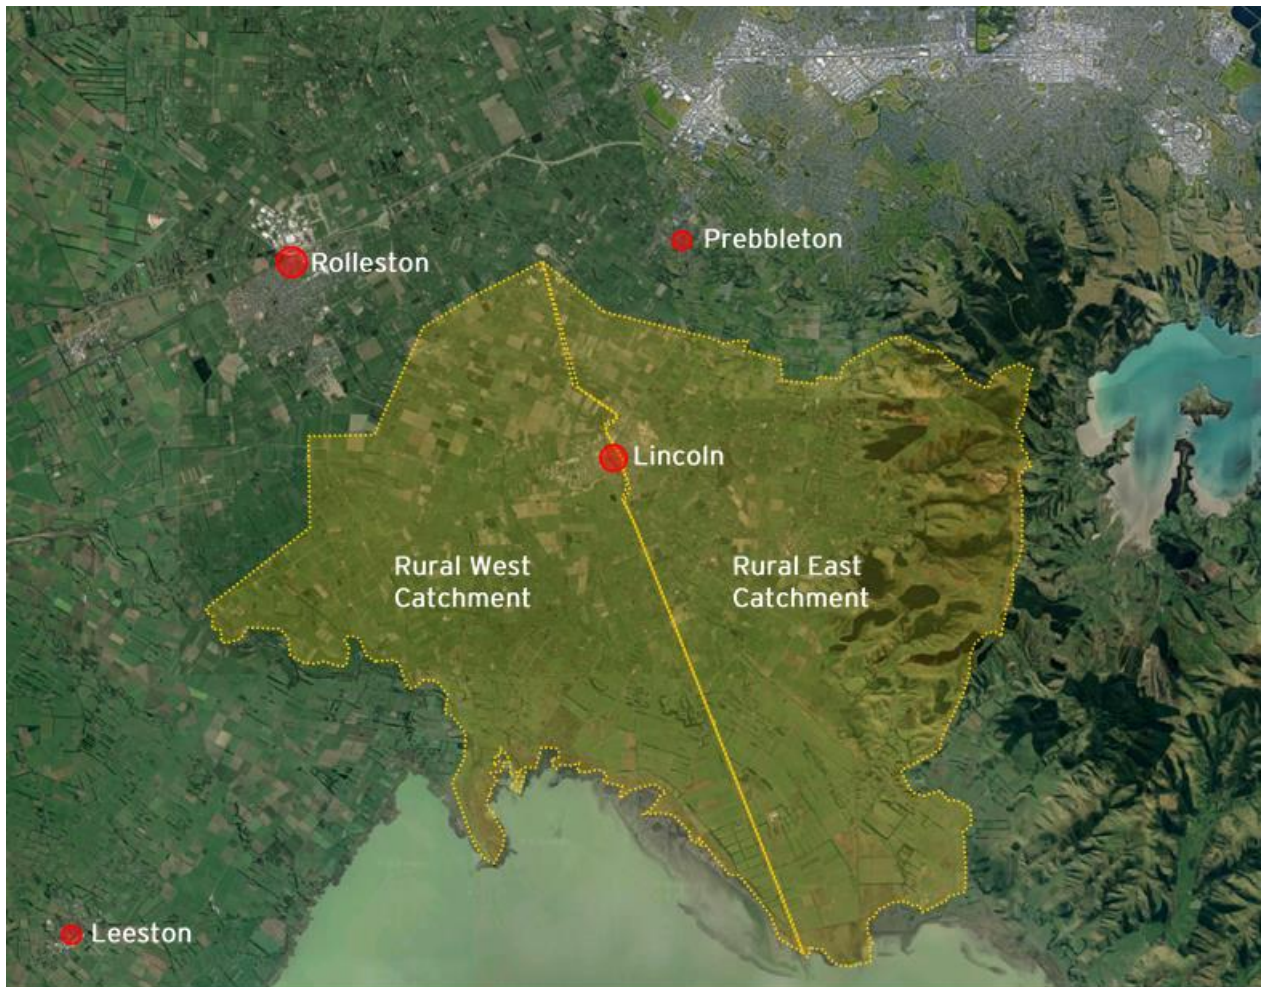 Prebbleton
Rolleston
Lincoln
Rural West
Catchment
Rural East
Catchment
Leeston